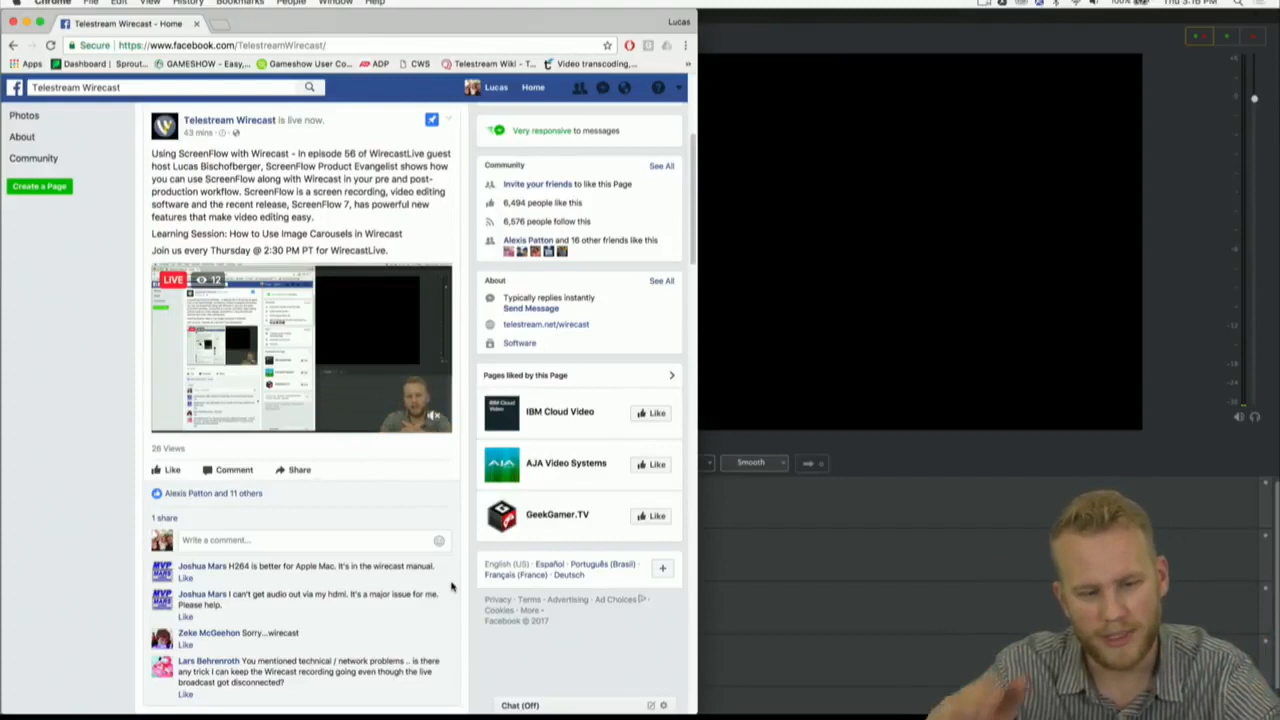 Chrome File Edit View History Bookmarks People Window Help
100% Thu 3:16 PM
Telestream Wirecast - Home
Lucas
Secure https://www.facebook.com/TelestreamWirecast/
Apps Dashboard | Sprout... GAMESHOW - Easy,... Gameshow User Co... ADP CWS Telestream Wiki - T... Video transcoding,... »
Telestream Wirecast
Lucas Home
Photos
About
Community
Create a Page
Telestream Wirecast is live now.
43 mins
Using ScreenFlow with Wirecast - In episode 56 of WirecastLive guest
host Lucas Bischofberger, ScreenFlow Product Evangelist shows how
you can use ScreenFlow along with Wirecast in your pre and post-
production workflow. ScreenFlow is a screen recording, video editing
software and the recent release, ScreenFlow 7, has powerful new
features that make video editing easy.
Learning Session: How to Use Image Carousels in Wirecast
Join us every Thursday @ 2:30 PM PT for WirecastLive.
LIVE 12
26 Views
Like Comment Share
Alexis Patton and 11 others
1 share
Write a comment...
Joshua Mars H264 is better for Apple Mac. It's in the wirecast manual.
Like
Joshua Mars I can't get audio out via my hdmi. It's a major issue for me.
Please help.
Like
Zeke McGeehon Sorry...wirecast
Like
Lars Behrenroth You mentioned technical / network problems .. is there
any trick I can keep the Wirecast recording going even though the live
broadcast got disconnected?
Like
Very responsive to messages
Community See All
Invite your friends to like this Page
6,494 people like this
6,576 people follow this
Alexis Patton and 16 other friends like this
About See All
Typically replies instantly
Send Message
telestream.net/wirecast
Software
Pages liked by this Page
IBM Cloud Video Like
AJA Video Systems Like
GeekGamer.TV Like
English (US) · Español · Português (Brasil) ·
Français (France) · Deutsch
Privacy · Terms · Advertising · Ad Choices ·
Cookies · More
Facebook © 2017
Chat (Off)
Smooth